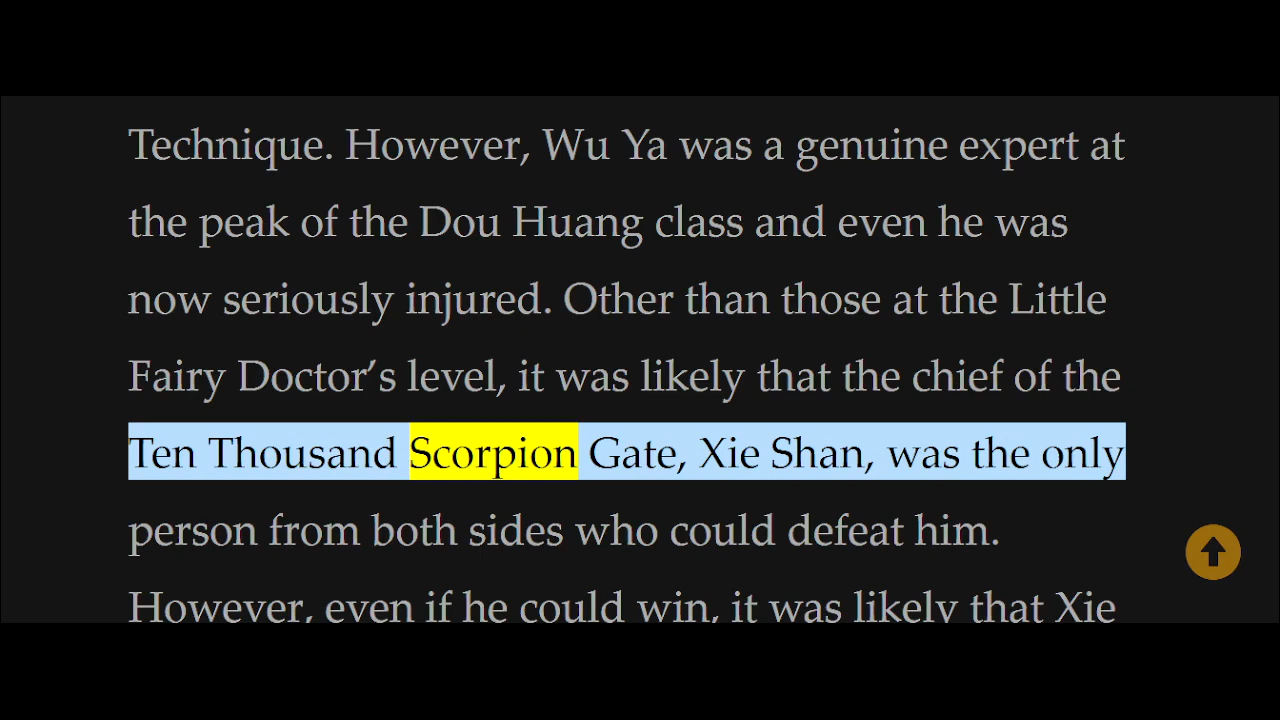 Technique. However, Wu Ya was a genuine expert at
the peak of the Dou Huang class and even he was
now seriously injured. Other than those at the Little
Fairy Doctor’s level, it was likely that the chief of the
Ten Thousand Scorpion Gate, Xie Shan, was the only
person from both sides who could defeat him.
However, even if he could win, it was likely that Xie